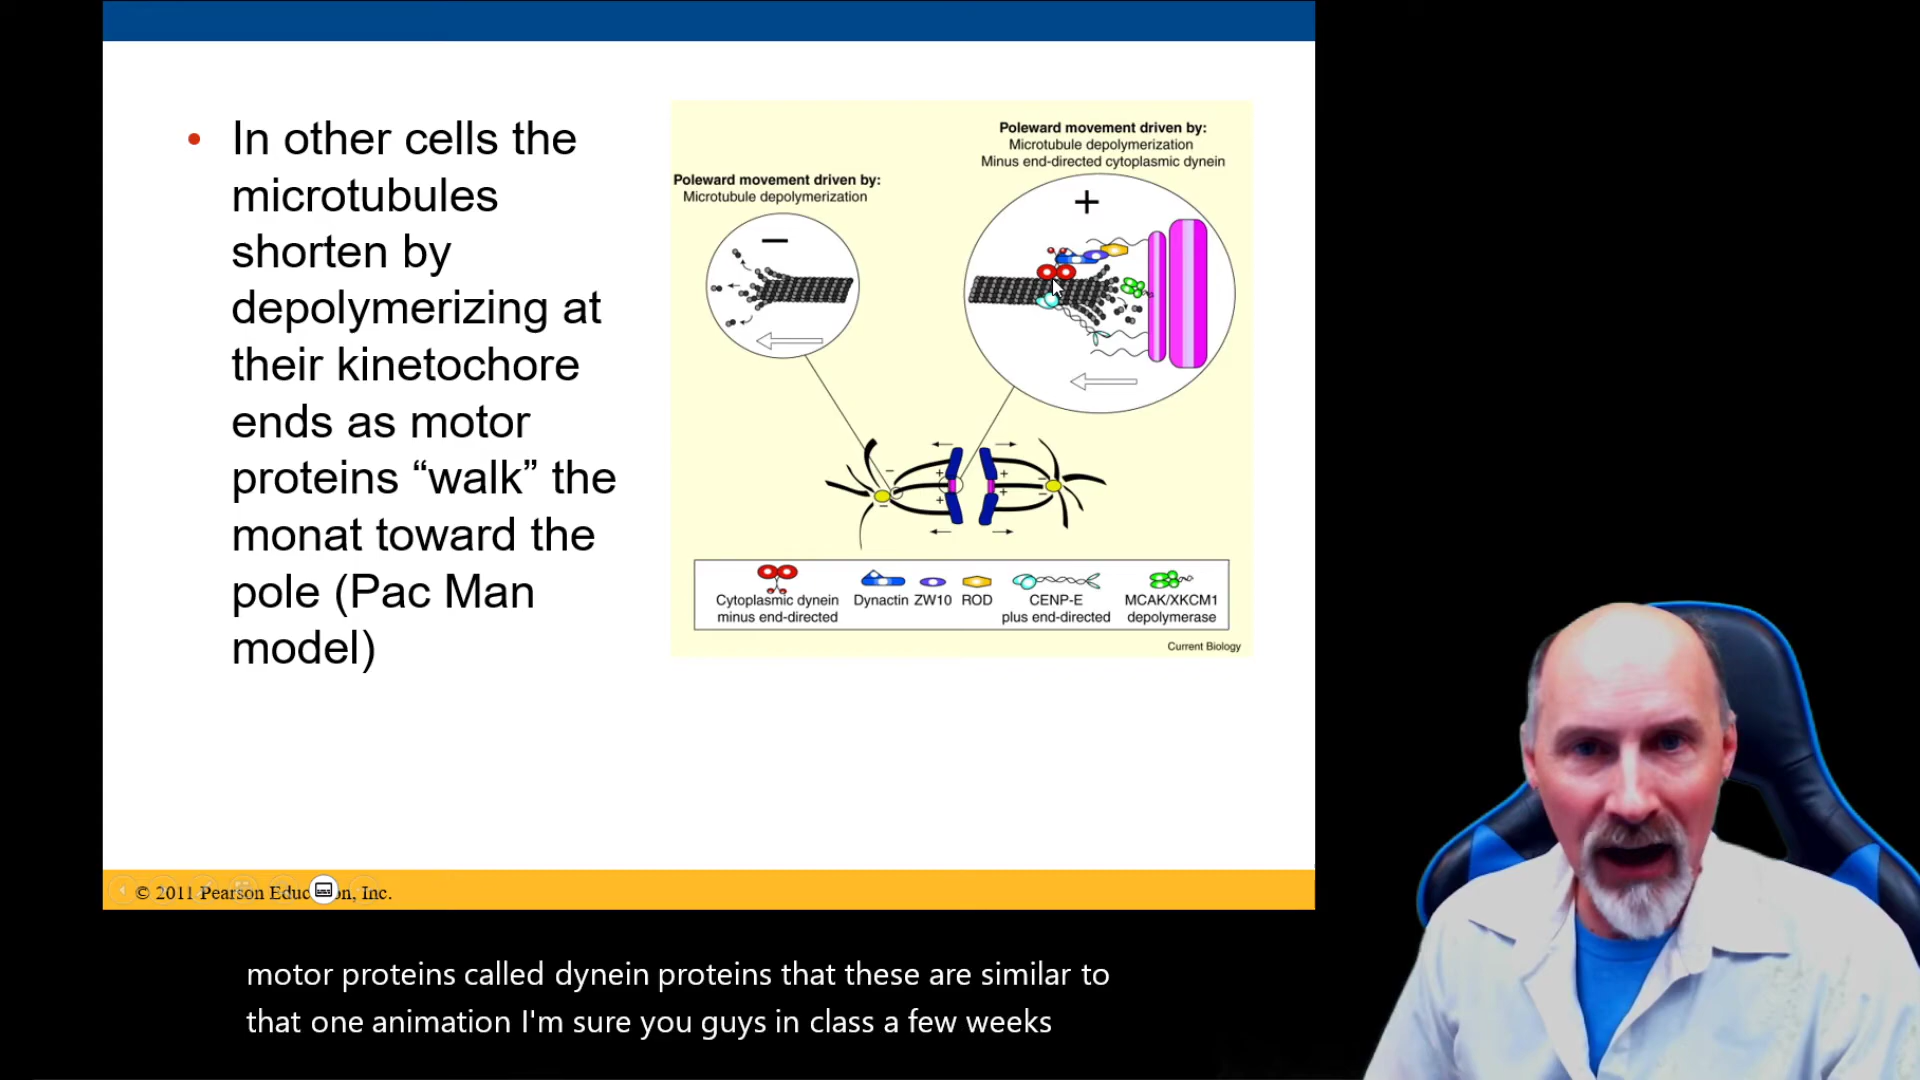 • In other cells the
microtubules
shorten by
depolymerizing at
their kinetochore
ends as motor
proteins “walk” the
monat toward the
pole (Pac Man
model)
Poleward movement driven by:
Microtubule depolymerization
−
Poleward movement driven by:
Microtubule depolymerization
Minus end-directed cytoplasmic dynein
+
− + + −
− + + −
Cytoplasmic dynein
minus end-directed
Dynactin
ZW10
ROD
CENP-E
plus end-directed
MCAK/XKCM1
depolymerase
Current Biology
© 2011 Pearson Educ on, Inc.
motor proteins called dynein proteins that these are similar to
that one animation I'm sure you guys in class a few weeks